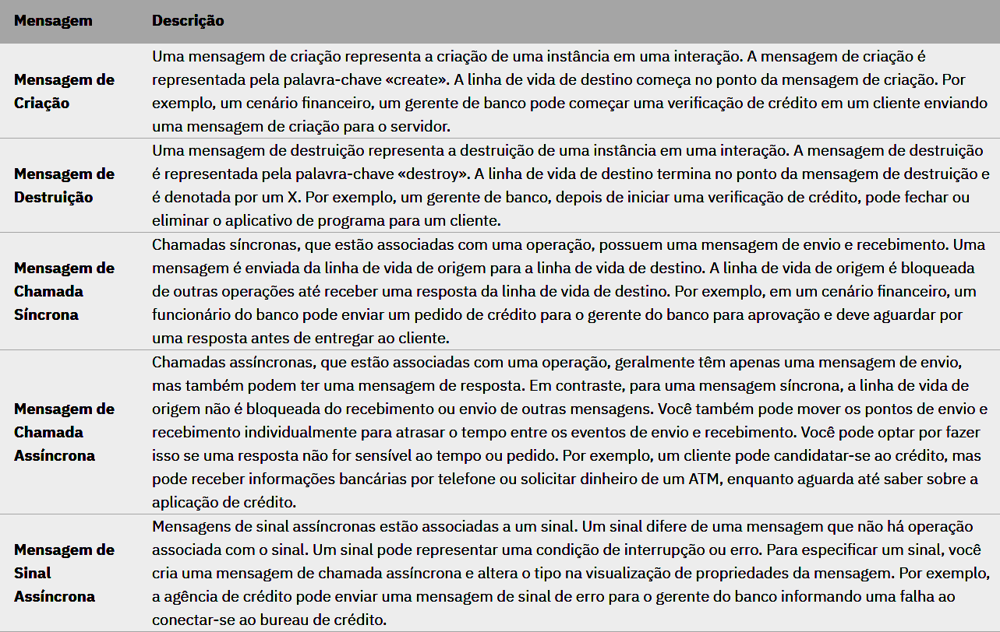 Mensagem Descrição
Mensagem de Criação
Uma mensagem de criação representa a criação de uma instância em uma interação. A mensagem de criação é
representada pela palavra-chave «create». A linha de vida de destino começa no ponto da mensagem de criação. Por
exemplo, um cenário financeiro, um gerente de banco pode começar uma verificação de crédito em um cliente enviando
uma mensagem de criação para o servidor.
Mensagem de
Destruição
Uma mensagem de destruição representa a destruição de uma instância em uma interação. A mensagem de destruição
é representada pela palavra-chave «destroy». A linha de vida de destino termina no ponto da mensagem de destruição e
é denotada por um X. Por exemplo, um gerente de banco, depois de iniciar uma verificação de crédito, pode fechar ou
eliminar o aplicativo de programa para um cliente.
Mensagem de
Chamada
Síncrona
Chamadas síncronas, que estão associadas com uma operação, possuem uma mensagem de envio e recebimento. Uma
mensagem é enviada da linha de vida de origem para a linha de vida de destino. A linha de vida de origem é bloqueada
de outras operações até receber uma resposta da linha de vida de destino. Por exemplo, em um cenário financeiro, um
funcionário do banco pode enviar um pedido de crédito para o gerente do banco para aprovação e deve aguardar por
uma resposta antes de entregar ao cliente.
Mensagem de
Chamada
Assíncrona
Chamadas assíncronas, que estão associadas com uma operação, geralmente têm apenas uma mensagem de envio,
mas também podem ter uma mensagem de resposta. Em contraste, para uma mensagem síncrona, a linha de vida de
origem não é bloqueada do recebimento ou envio de outras mensagens. Você também pode mover os pontos de envio e
recebimento individualmente para atrasar o tempo entre os eventos de envio e recebimento. Você pode optar por fazer
isso se uma resposta não for sensível ao tempo ou pedido. Por exemplo, um cliente pode candidatar-se ao crédito, mas
pode receber informações bancárias por telefone ou solicitar dinheiro de um ATM, enquanto aguarda até saber sobre a
aplicação de crédito.
Mensagem de
Sinal
Assíncrona
Mensagens de sinal assíncronas estão associadas a um sinal. Um sinal difere de uma mensagem que não há operação
associada com o sinal. Um sinal pode representar uma condição de interrupção ou erro. Para especificar um sinal, você
cria uma mensagem de chamada assíncrona e altera o tipo na visualização de propriedades da mensagem. Por exemplo,
a agência de crédito pode enviar uma mensagem de sinal de erro para o gerente do banco informando uma falha ao
conectar-se ao bureau de crédito.